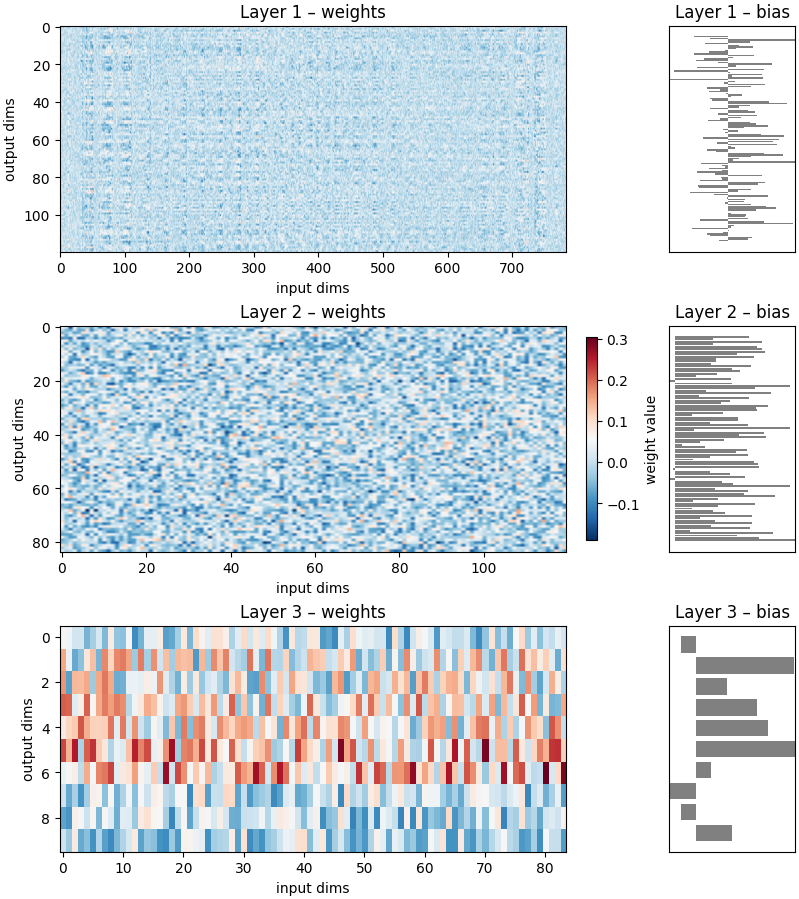 Layer 1 – weights
Layer 1 – bias
output dims
0
20
40
60
80
100
0 100 200 300 400 500 600 700
input dims
Layer 2 – weights
Layer 2 – bias
output dims
0
20
40
60
80
0 20 40 60 80 100
input dims
0.3
0.2
0.1
0.0
−0.1
weight value
Layer 3 – weights
Layer 3 – bias
output dims
0
2
4
6
8
0 10 20 30 40 50 60 70 80
input dims